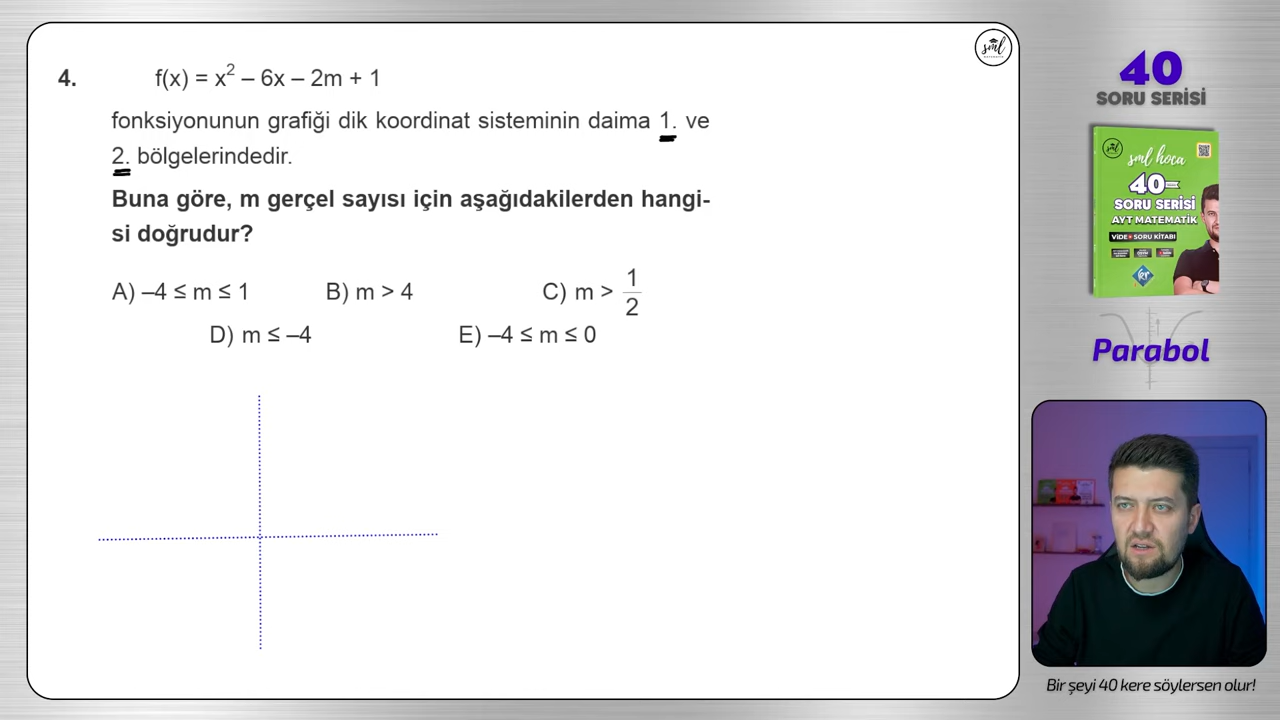 4. f(x) = x² – 6x – 2m + 1
fonksiyonunun grafiği dik koordinat sisteminin daima 1. ve
2. bölgelerindedir.
Buna göre, m gerçel sayısı için aşağıdakilerden hangi-
si doğrudur?
A) –4 ≤ m ≤ 1 B) m > 4 C) m > 1/2
D) m ≤ –4 E) –4 ≤ m ≤ 0
sml
40
SORU SERİSİ
sml hoca
40
SORU SERİSİ
AYT MATEMATİK
VİDEO SORU KİTABI
Parabol
Bir şeyi 40 kere söylersen olur!